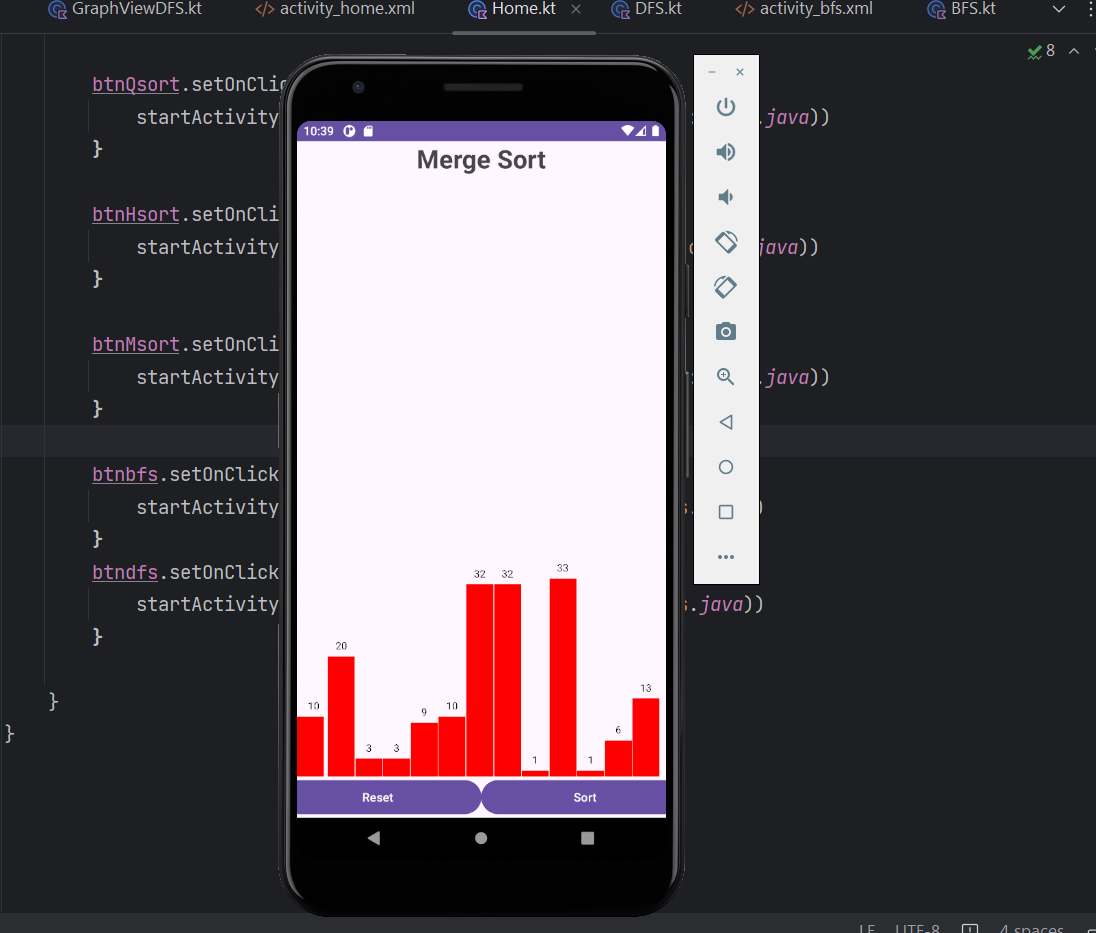 GraphViewDFS.kt activity_home.xml Home.kt DFS.kt activity_bfs.xml BFS.kt
8
btnQsort.setOnClic
startActivity .java))
}
btnHsort.setOnCli
startActivity java))
}
btnMsort.setOnCli
startActivity .java))
}
btnbfs.setOnClick
startActivity )
}
btndfs.setOnClick
startActivity s.java))
}
}
}
10:39
Merge Sort
10 20 3 3 9 10 32 32 1 33 1 6 13
Reset Sort
LF UTF-8 4 spaces